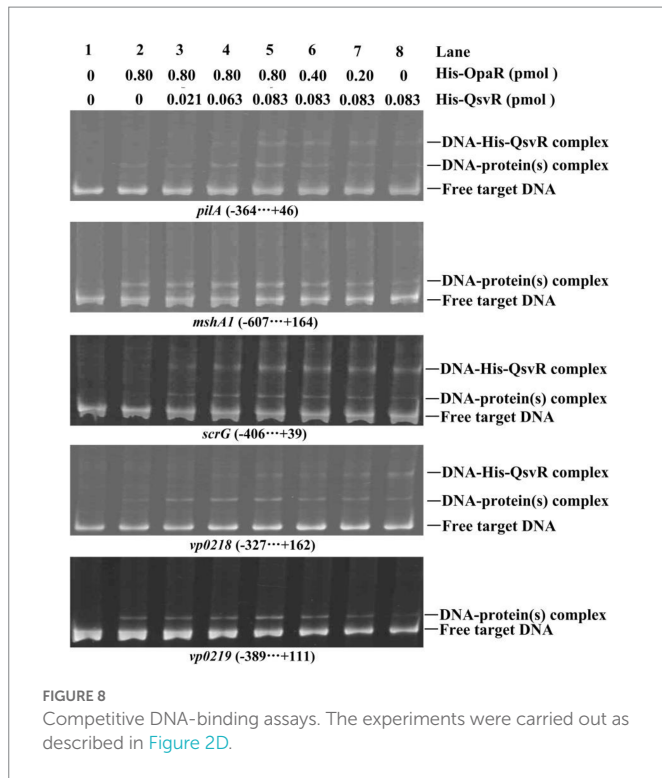 1 2 3 4 5 6 7 8 Lane
0 0.80 0.80 0.80 0.80 0.40 0.20 0 His-OpaR (pmol )
0 0 0.021 0.063 0.083 0.083 0.083 0.083 His-QsvR (pmol )
DNA-His-QsvR complex
DNA-protein(s) complex
Free target DNA
pilA (-364···+46)
DNA-protein(s) complex
Free target DNA
mshA1 (-607···+164)
DNA-His-QsvR complex
DNA-protein(s) complex
Free target DNA
scrG (-406···+39)
DNA-His-QsvR complex
DNA-protein(s) complex
Free target DNA
vp0218 (-327···+162)
DNA-protein(s) complex
Free target DNA
vp0219 (-389···+111)
FIGURE 8
Competitive DNA-binding assays. The experiments were carried out as
described in Figure 2D.